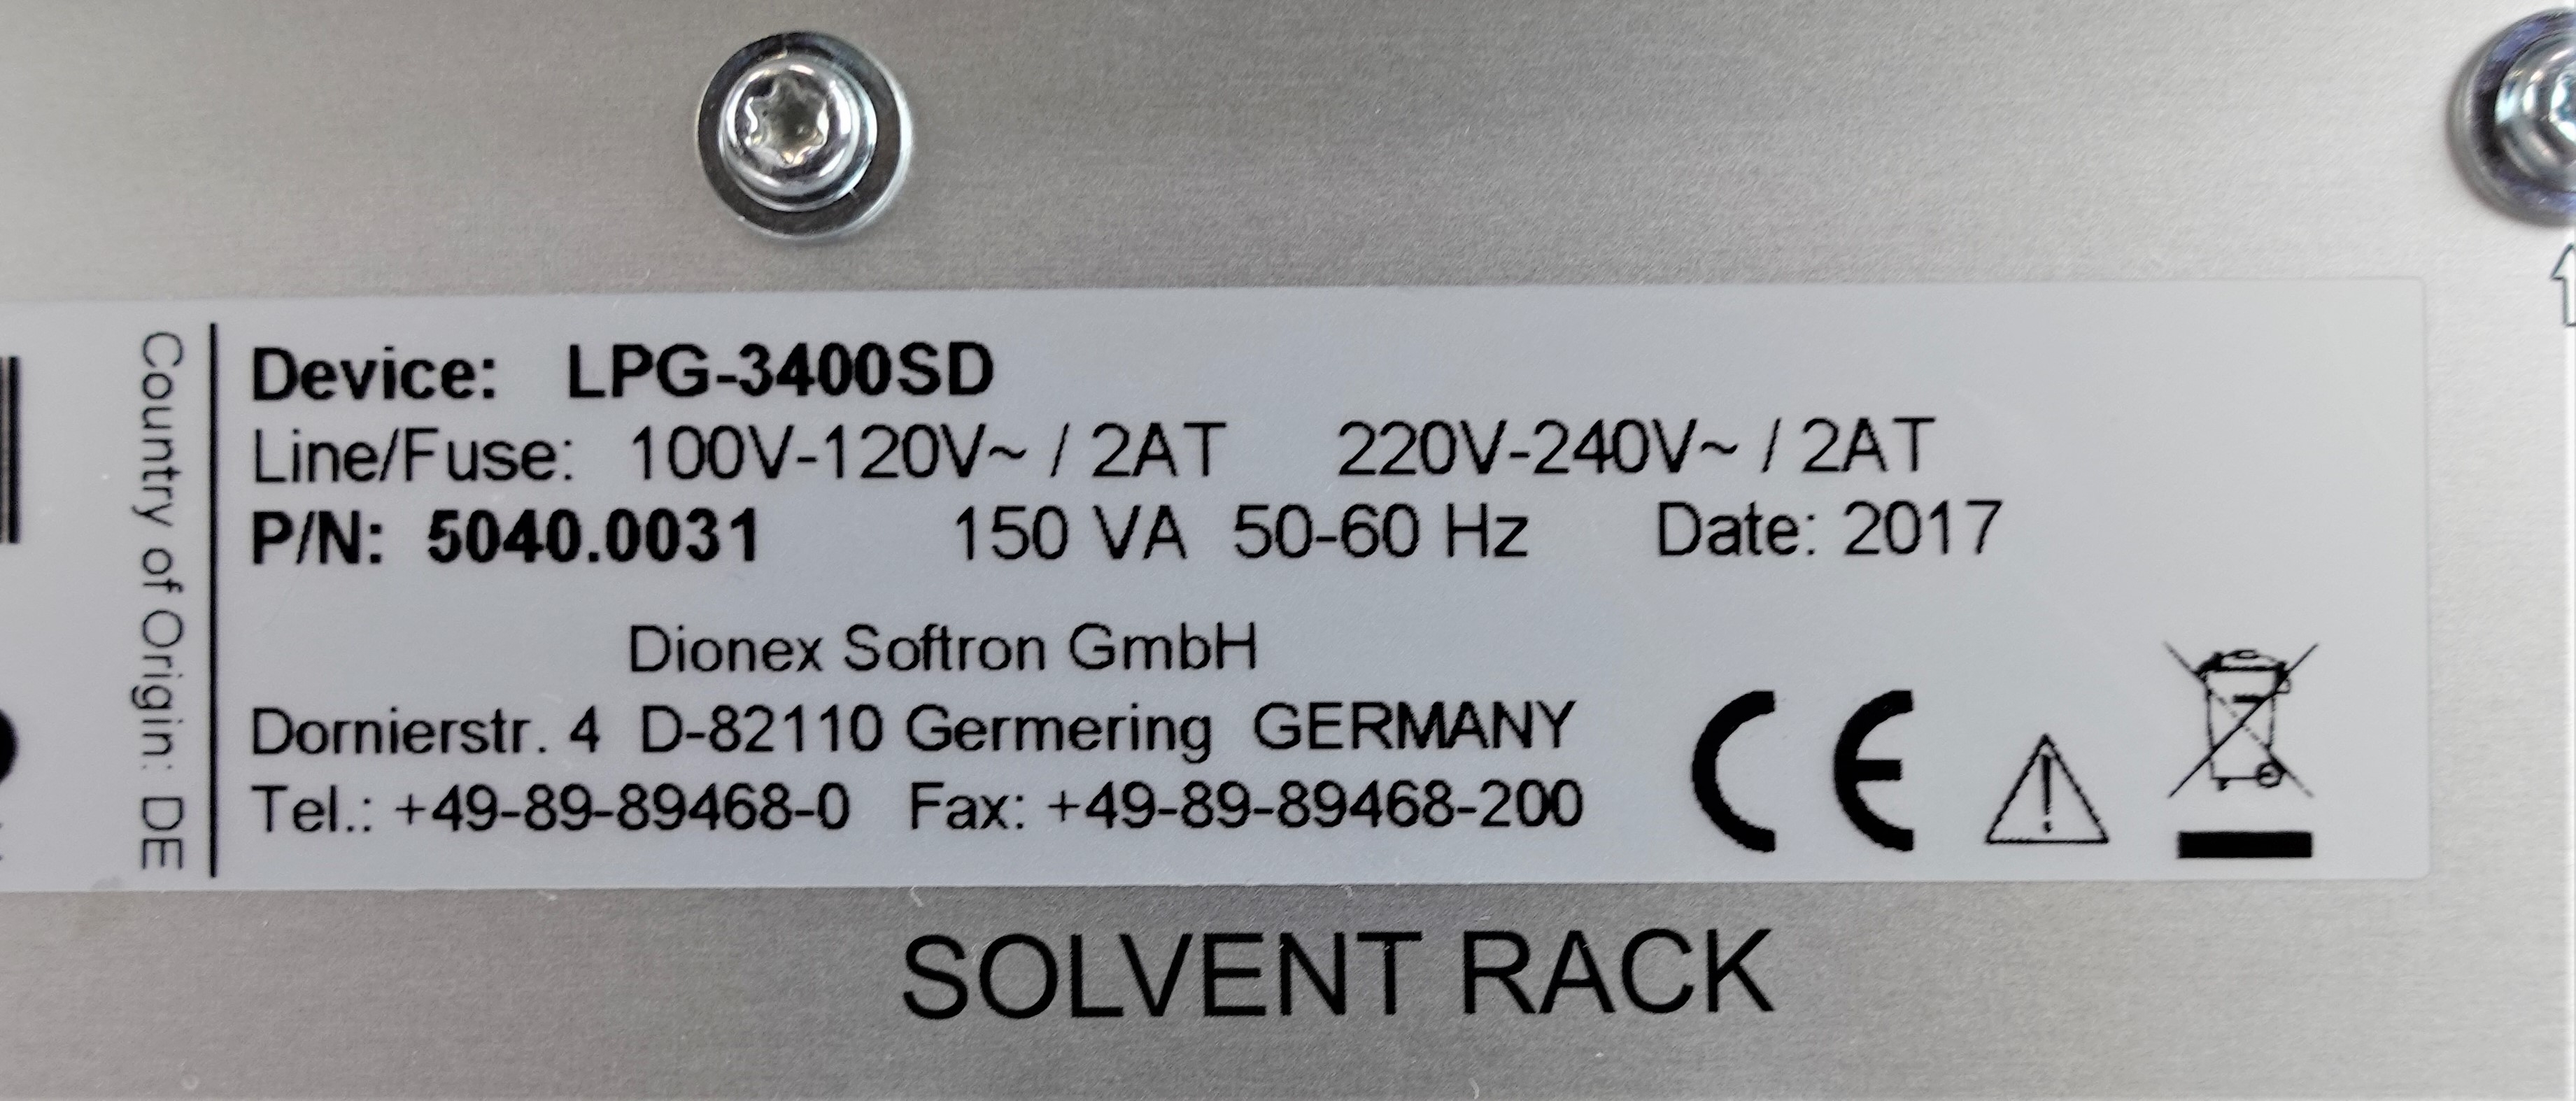 Country of Origin: DE
Device: LPG-3400SD
Line/Fuse: 100V-120V~ / 2AT 220V-240V~ / 2AT
P/N: 5040.0031 150 VA 50-60 Hz Date: 2017
Dionex Softron GmbH
Dornierstr. 4 D-82110 Germering GERMANY
Tel.: +49-89-89468-0 Fax: +49-89-89468-200
CE
SOLVENT RACK